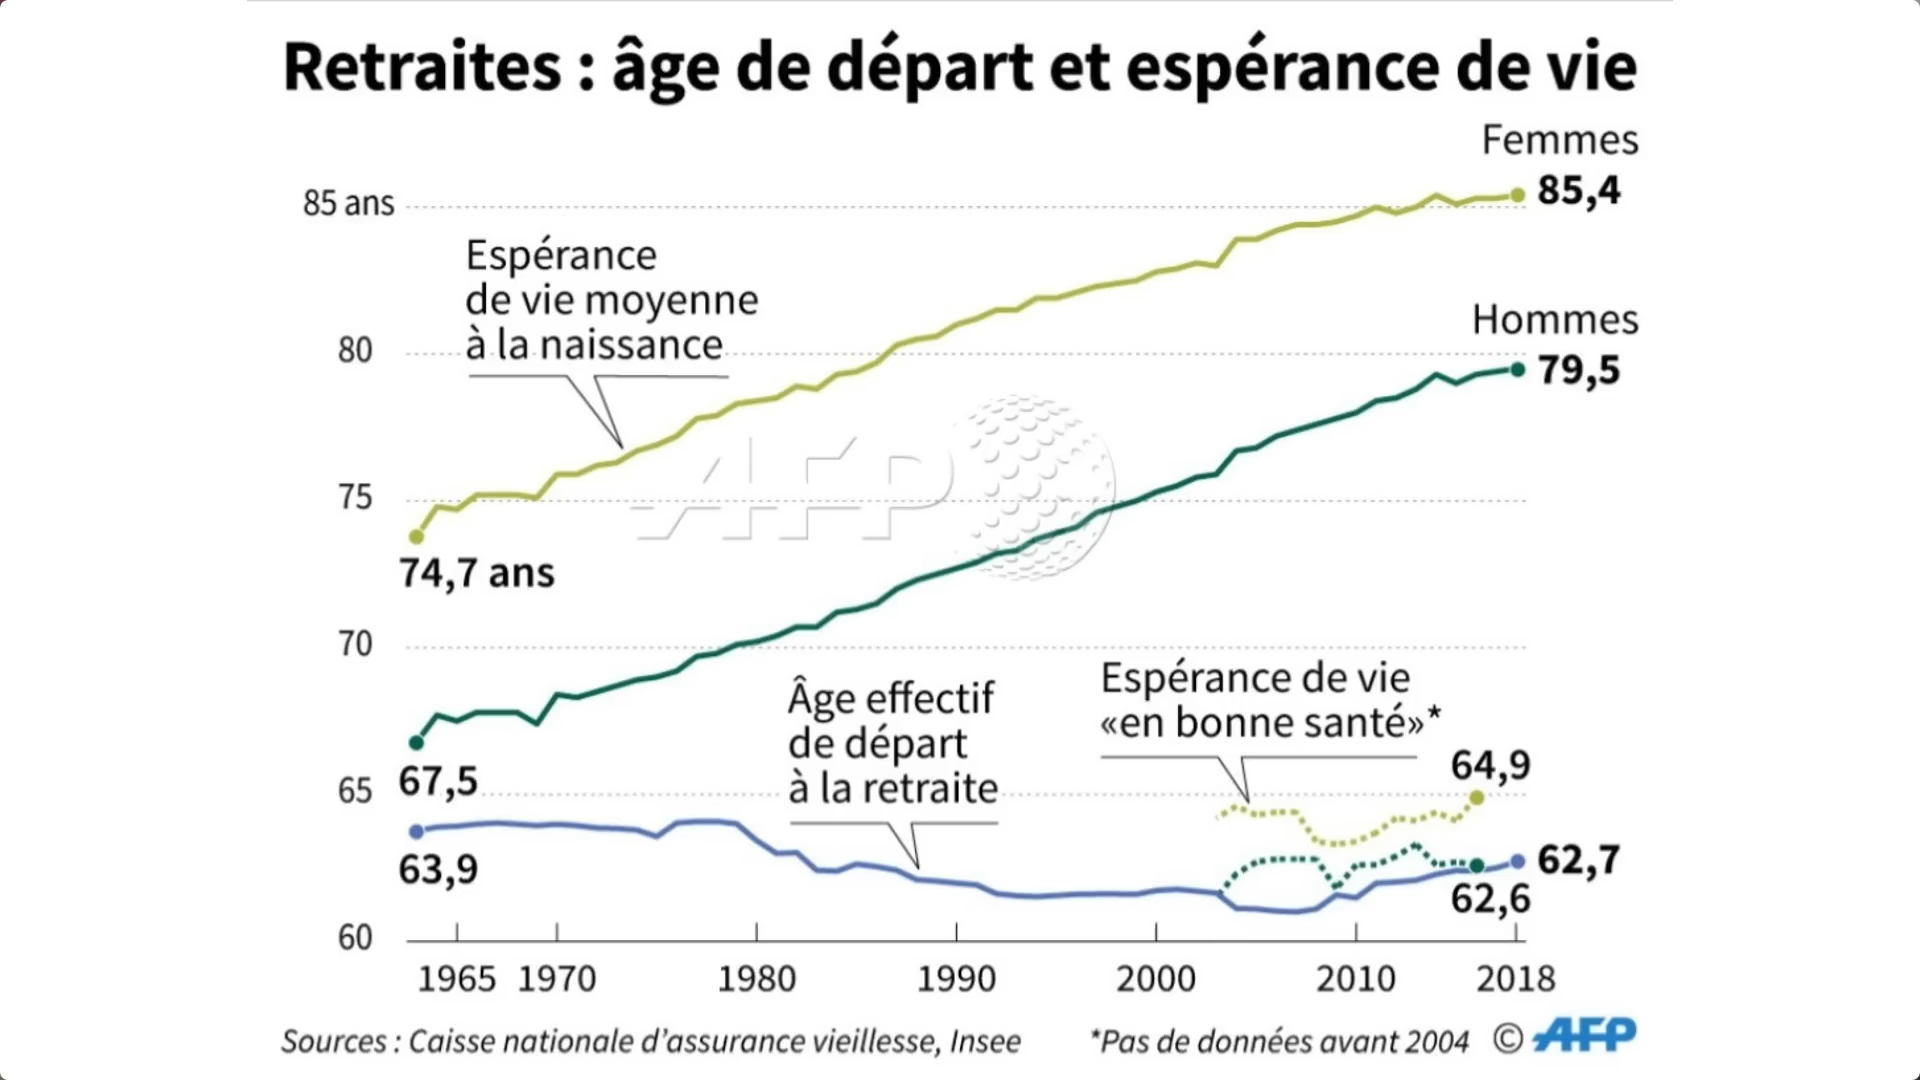 Retraites : âge de départ et espérance de vie
Femmes
85,4
85 ans
Espérance
de vie moyenne
à la naissance
Hommes
79,5
80
75
74,7 ans
AFP
70
Âge effectif
de départ
à la retraite
Espérance de vie
«en bonne santé»*
64,9
65
67,5
63,9
62,7
62,6
60
1965 1970 1980 1990 2000 2010 2018
Sources : Caisse nationale d'assurance vieillesse, Insee
*Pas de données avant 2004 © AFP